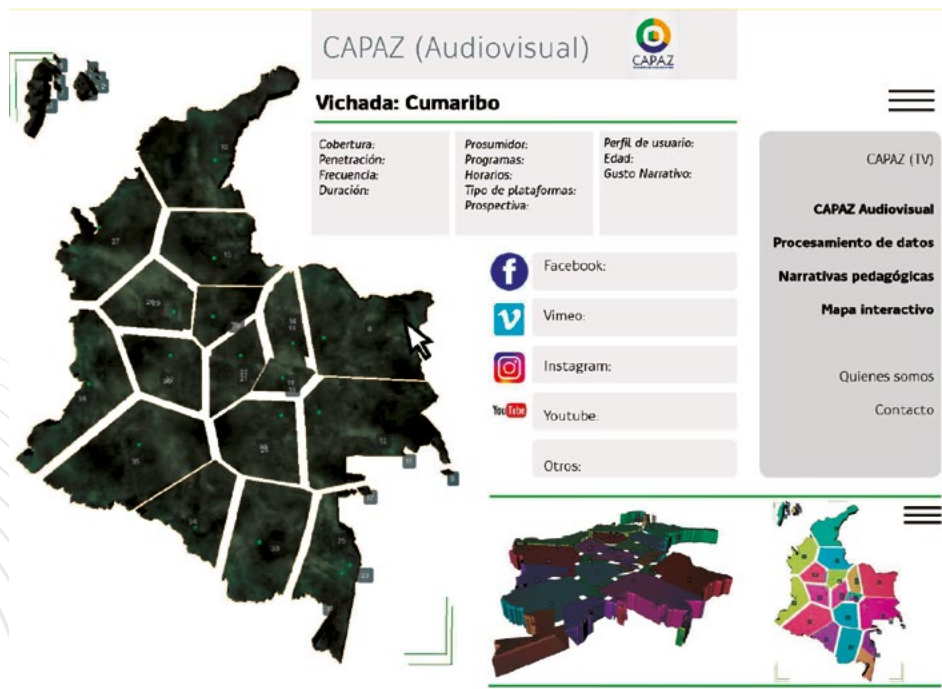 CAPAZ (Audiovisual)
CAPAZ
Vichada: Cumaribo
Cobertura:
Penetración:
Frecuencia:
Duración:
Prosumidor:
Programas:
Horarios:
Tipo de plataformas:
Prospectiva:
Perfil de usuario:
Edad:
Gusto Narrativo:
Facebook:
Vimeo:
Instagram:
You Tube
Youtube:
Otros:
CAPAZ (TV)
CAPAZ Audiovisual
Procesamiento de datos
Narrativas pedagógicas
Mapa interactivo
Quienes somos
Contacto